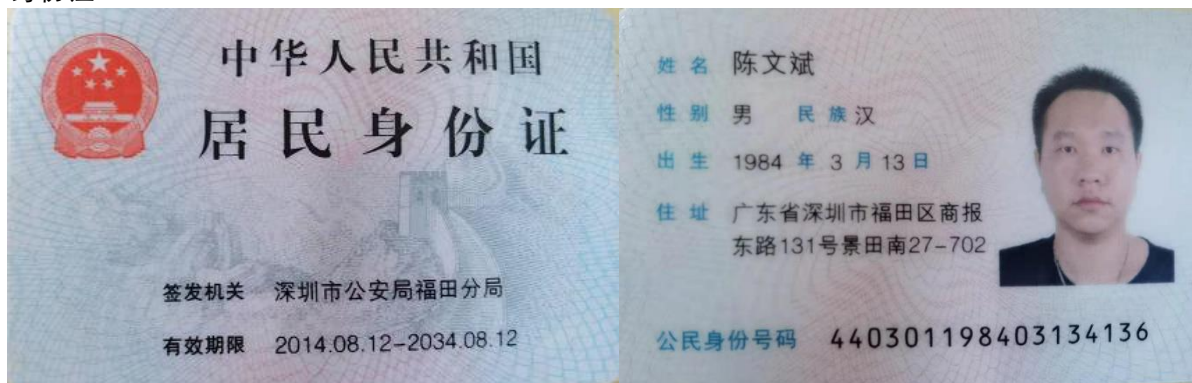 中华人民共和国
居民身份证
签发机关 深圳市公安局福田分局
有效期限 2014.08.12-2034.08.12
姓名 陈文斌
性别 男 民族 汉
出生 1984 年 3 月 13 日
住址 广东省深圳市福田区商报
东路131号景田南27-702
公民身份号码 440301198403134136